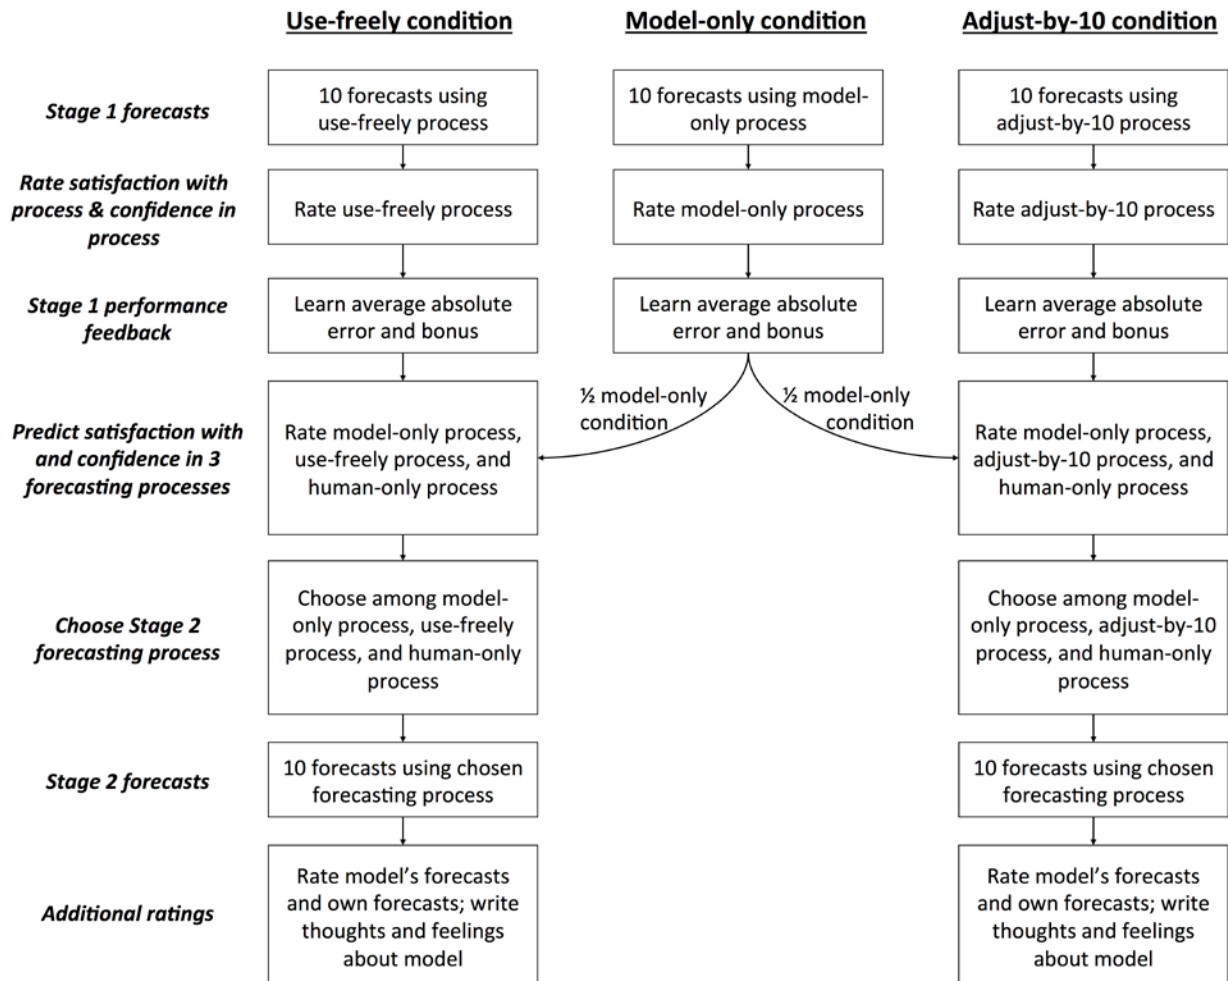 Use-freely condition
Model-only condition
Adjust-by-10 condition
Stage 1 forecasts
10 forecasts using
use-freely process
10 forecasts using model-
only process
10 forecasts using
adjust-by-10 process
Rate satisfaction with
process & confidence in
process
Rate use-freely process
Rate model-only process
Rate adjust-by-10 process
Stage 1 performance
feedback
Learn average absolute
error and bonus
Learn average absolute
error and bonus
Learn average absolute
error and bonus
½ model-only
condition
½ model-only
condition
Predict satisfaction with
and confidence in 3
forecasting processes
Rate model-only process,
use-freely process, and
human-only process
Rate model-only process,
adjust-by-10 process, and
human-only process
Choose Stage 2
forecasting process
Choose among model-
only process, use-freely
process, and human-only
process
Choose among model-
only process, adjust-by-10
process, and human-only
process
Stage 2 forecasts
10 forecasts using chosen
forecasting process
10 forecasts using chosen
forecasting process
Additional ratings
Rate model's forecasts
and own forecasts; write
thoughts and feelings
about model
Rate model's forecasts
and own forecasts; write
thoughts and feelings
about model